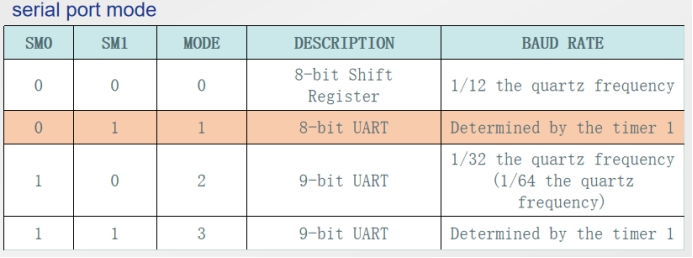 serial port mode
SM0 SM1 MODE DESCRIPTION BAUD RATE
0 0 0 8-bit Shift Register 1/12 the quartz frequency
0 1 1 8-bit UART Determined by the timer 1
1 0 2 9-bit UART 1/32 the quartz frequency (1/64 the quartz frequency)
1 1 3 9-bit UART Determined by the timer 1